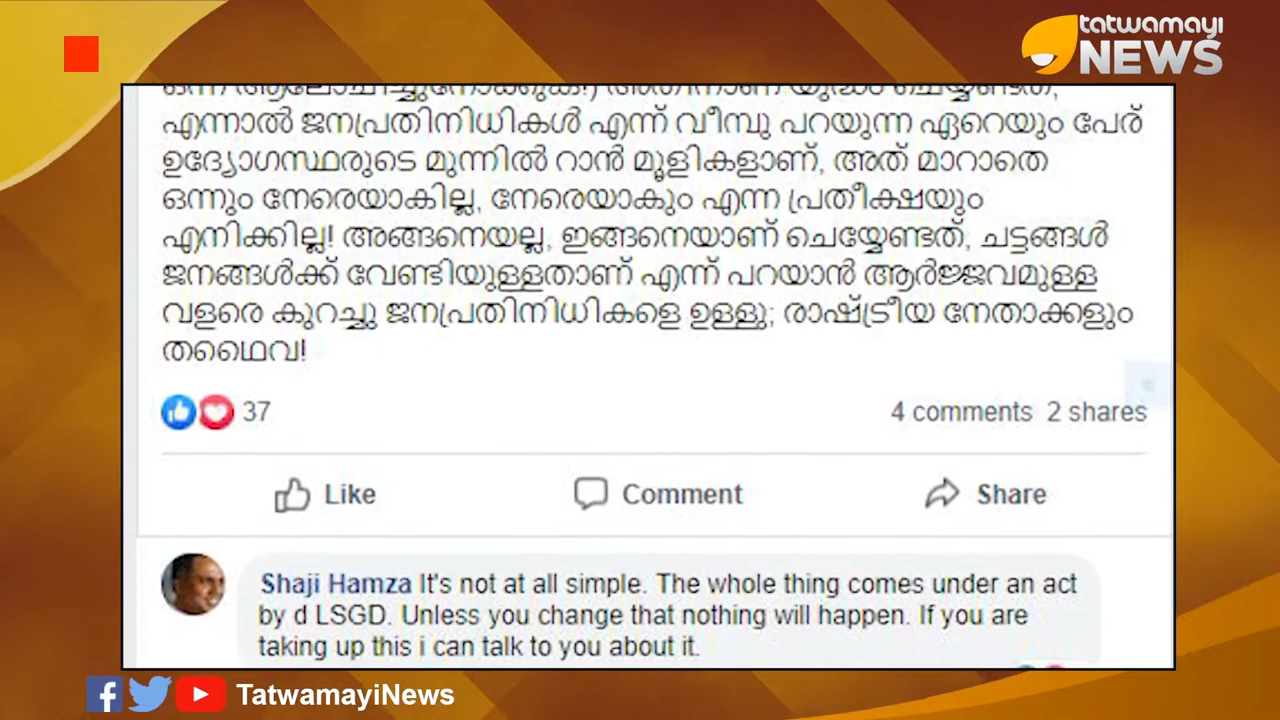 tatwamayi
NEWS
എന്നാൽ ജനപ്രതിനിധികൾ എന്ന് വീമ്പു പറയുന്ന ഏറെയും പേര്
ഉദ്യോഗസ്ഥരുടെ മുന്നിൽ റാൻ മൂളികളാണ്, അത് മാറാതെ
ഒന്നും നേരെയാകില്ല, നേരെയാകും എന്ന പ്രതീക്ഷയും
എനിക്കില്ല! അങ്ങനെയല്ല, ഇങ്ങനെയാണ് ചെയ്യേണ്ടത്, ചട്ടങ്ങൾ
ജനങ്ങൾക്ക് വേണ്ടിയുള്ളതാണ് എന്ന് പറയാൻ ആർജ്ജവമുള്ള
വളരെ കുറച്ചു ജനപ്രതിനിധികളെ ഉള്ളു; രാഷ്ട്രീയ നേതാക്കളും
തഥൈവ!
37
4 comments 2 shares
Like Comment Share
Shaji Hamza It's not at all simple. The whole thing comes under an act
by d LSGD. Unless you change that nothing will happen. If you are
taking up this i can talk to you about it.
TatwamayiNews